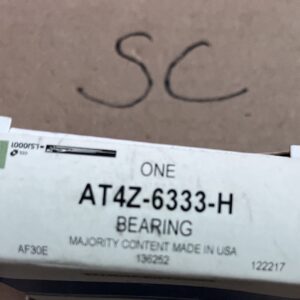 SC
ONE
AT4Z-6333-H
BEARING
MAJORITY CONTENT MADE IN USA
AF30E 136252 122217